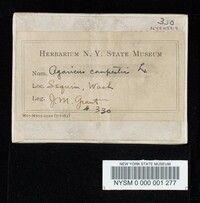 330
HERBARIUM N. Y. STATE MUSEUM
NOM: Agaricus campestris L.
LOC: Sequim, Wash
LEG: J. M. Grant
# 330
NEW YORK STATE MUSEUM
NYSM 0 000 001 277